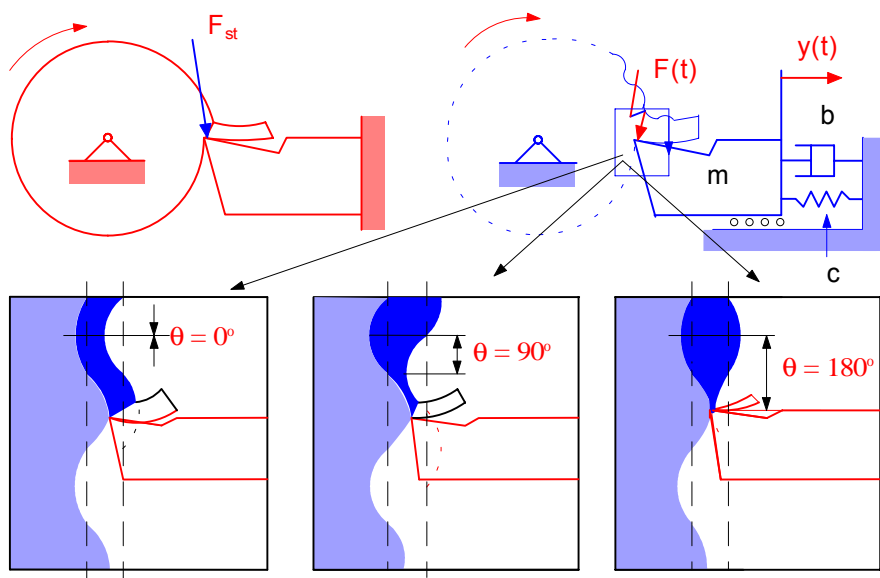 F_st
F(t)
y(t)
b
m
c
θ = 0°
θ = 90°
θ = 180°